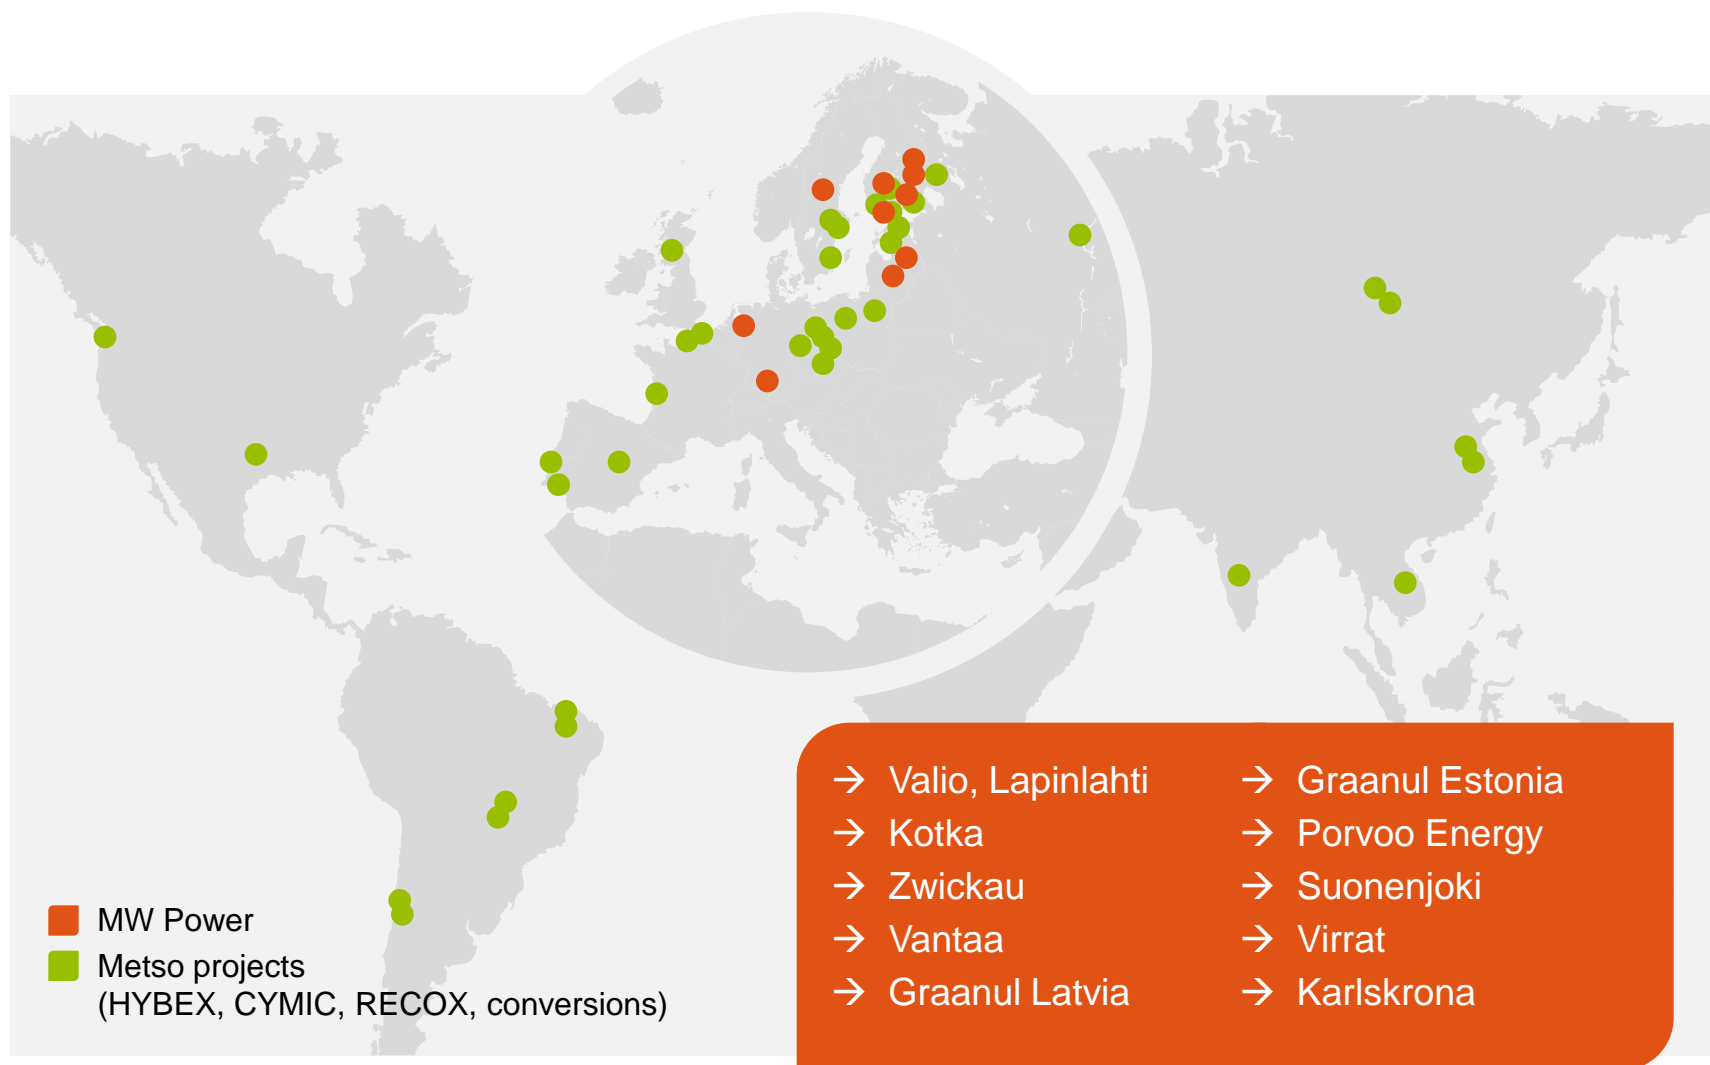 → Valio, Lapinlahti
→ Kotka
→ Zwickau
→ Vantaa
→ Graanul Latvia
→ Graanul Estonia
→ Porvoo Energy
→ Suonenjoki
→ Virrat
→ Karlskrona
MW Power
Metso projects
(HYBEX, CYMIC, RECOX, conversions)